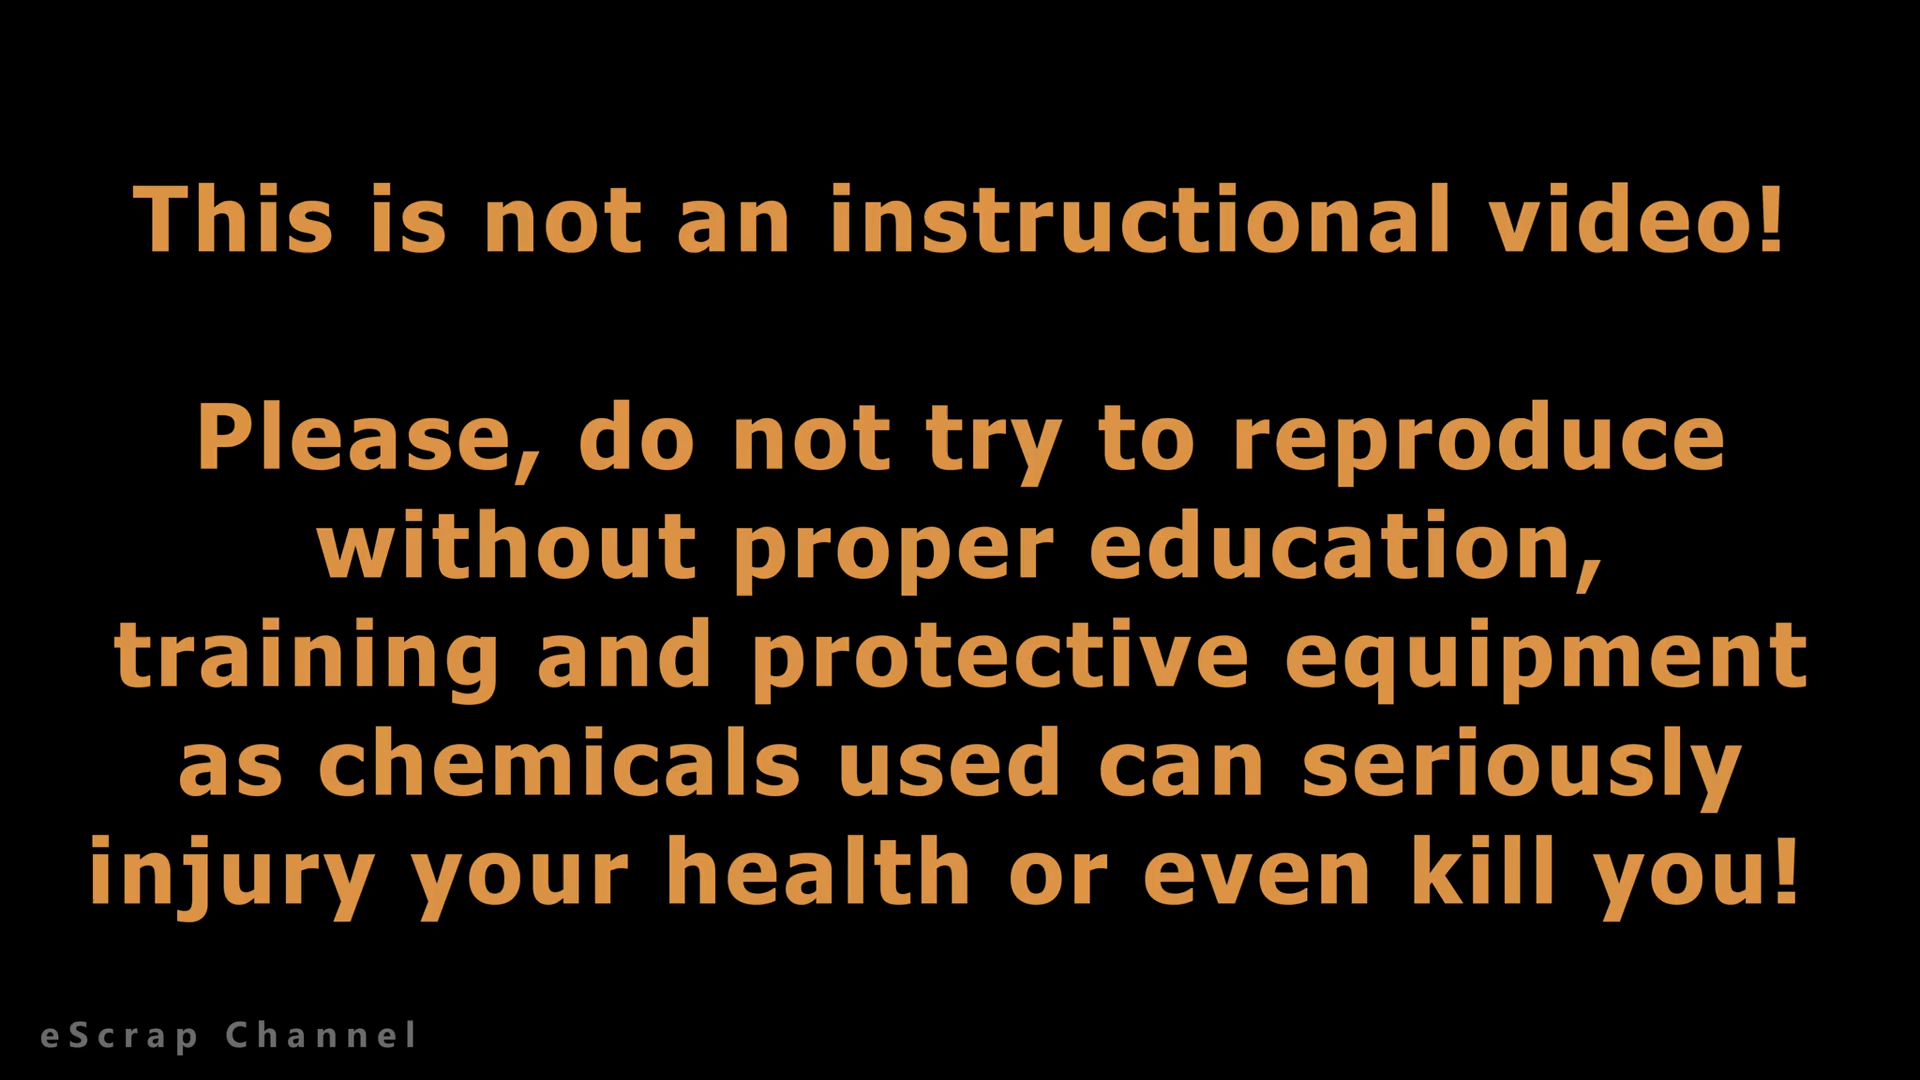 This is not an instructional video!
Please, do not try to reproduce
without proper education,
training and protective equipment
as chemicals used can seriously
injury your health or even kill you!
eScrap Channel